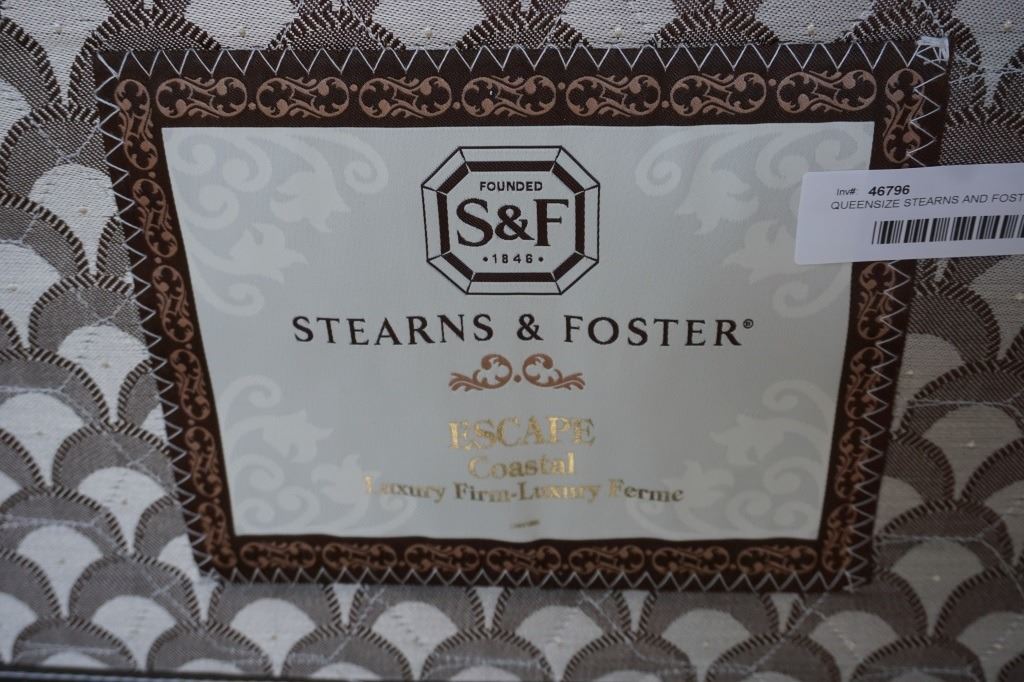 FOUNDED
S&F
•1846•
STEARNS & FOSTER®
ESCAPE
Coastal
Luxury Firm-Luxury Ferme
Inv#: 46796
QUEENSIZE STEARNS AND FOST